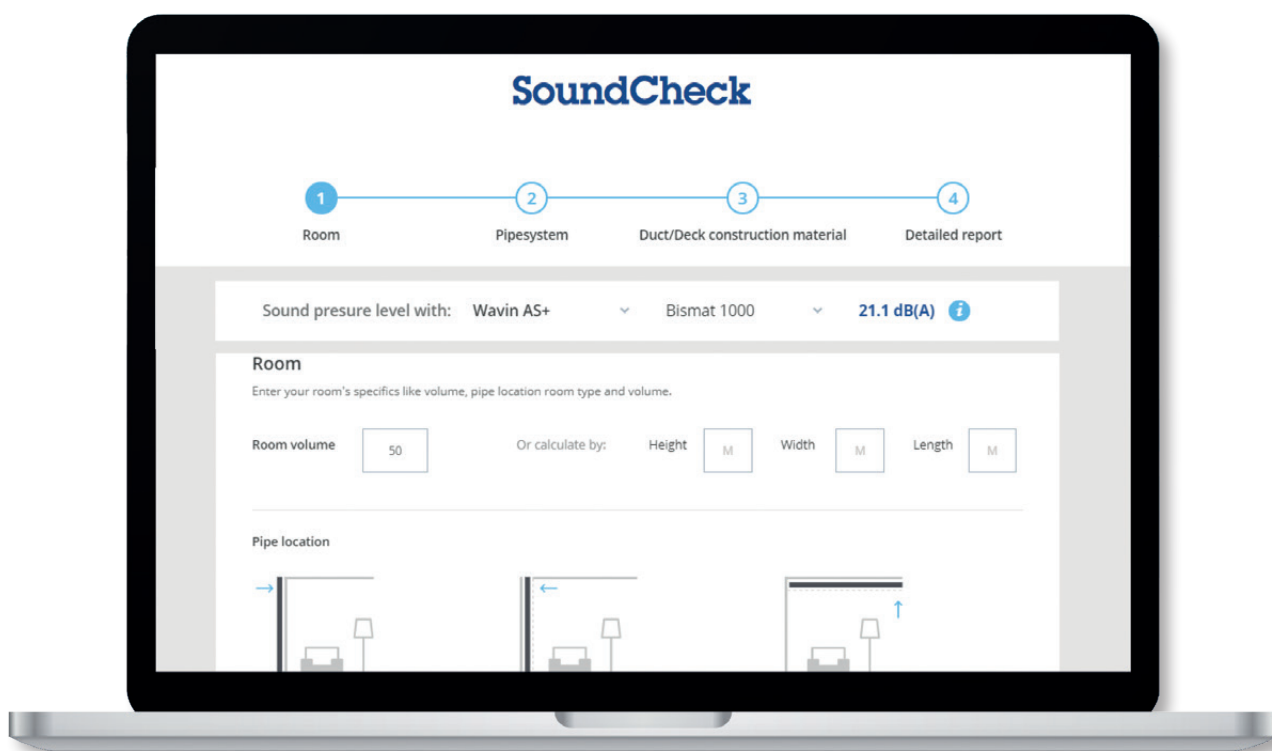 SoundCheck
1 2 3 4
Room Pipesystem Duct/Deck construction material Detailed report
Sound presure level with: Wavin AS+ Bismat 1000 21.1 dB(A) i
Room
Enter your room's specifics like volume, pipe location room type and volume.
Room volume 50 Or calculate by: Height M Width M Length M
Pipe location